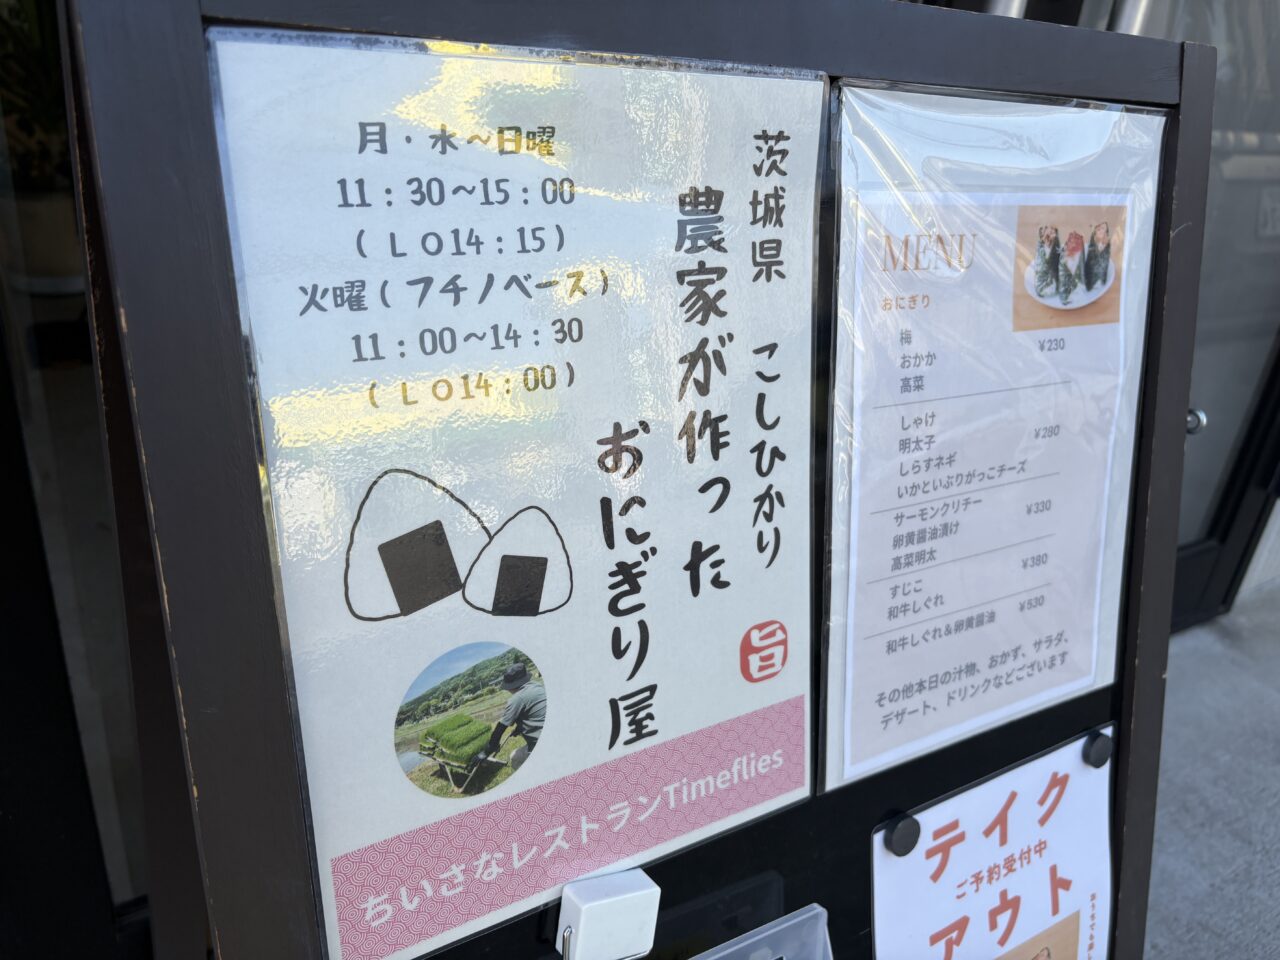 月・水～日曜
11：30～15：00
（ＬＯ14：15）
火曜（フチノベース）
11：00～14：30
（ＬＯ14：00）
茨城県 こしひかり
農家が作った
おにぎり屋
旨
ちいさなレストランTimeflies
MENU
おにぎり
梅
おかか
高菜
¥230
しゃけ
明太子
しらすネギ
いかといぶりがっこチーズ
¥280
サーモンクリチー
卵黄醤油漬け
高菜明太
¥330
すじこ
和牛しぐれ
¥380
和牛しぐれ＆卵黄醤油 ¥530
その他本日の汁物、おかず、サラダ、
デザート、ドリンクなどございます
テイク
ご予約受付中
アウト